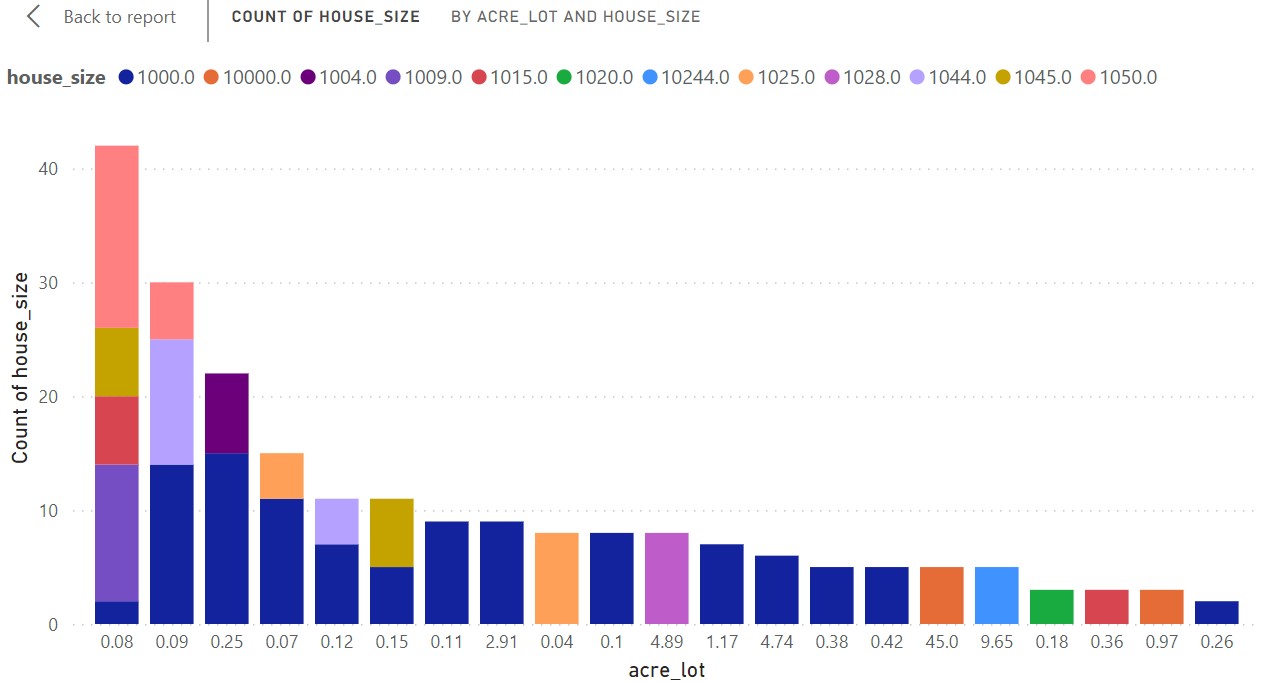 Back to report COUNT OF HOUSE_SIZE BY ACRE_LOT AND HOUSE_SIZE
house_size 1000.0 10000.0 1004.0 1009.0 1015.0 1020.0 10244.0 1025.0 1028.0 1044.0 1045.0 1050.0
Count of house_size
40
30
20
10
0
0.08 0.09 0.25 0.07 0.12 0.15 0.11 2.91 0.04 0.1 4.89 1.17 4.74 0.38 0.42 45.0 9.65 0.18 0.36 0.97 0.26
acre_lot